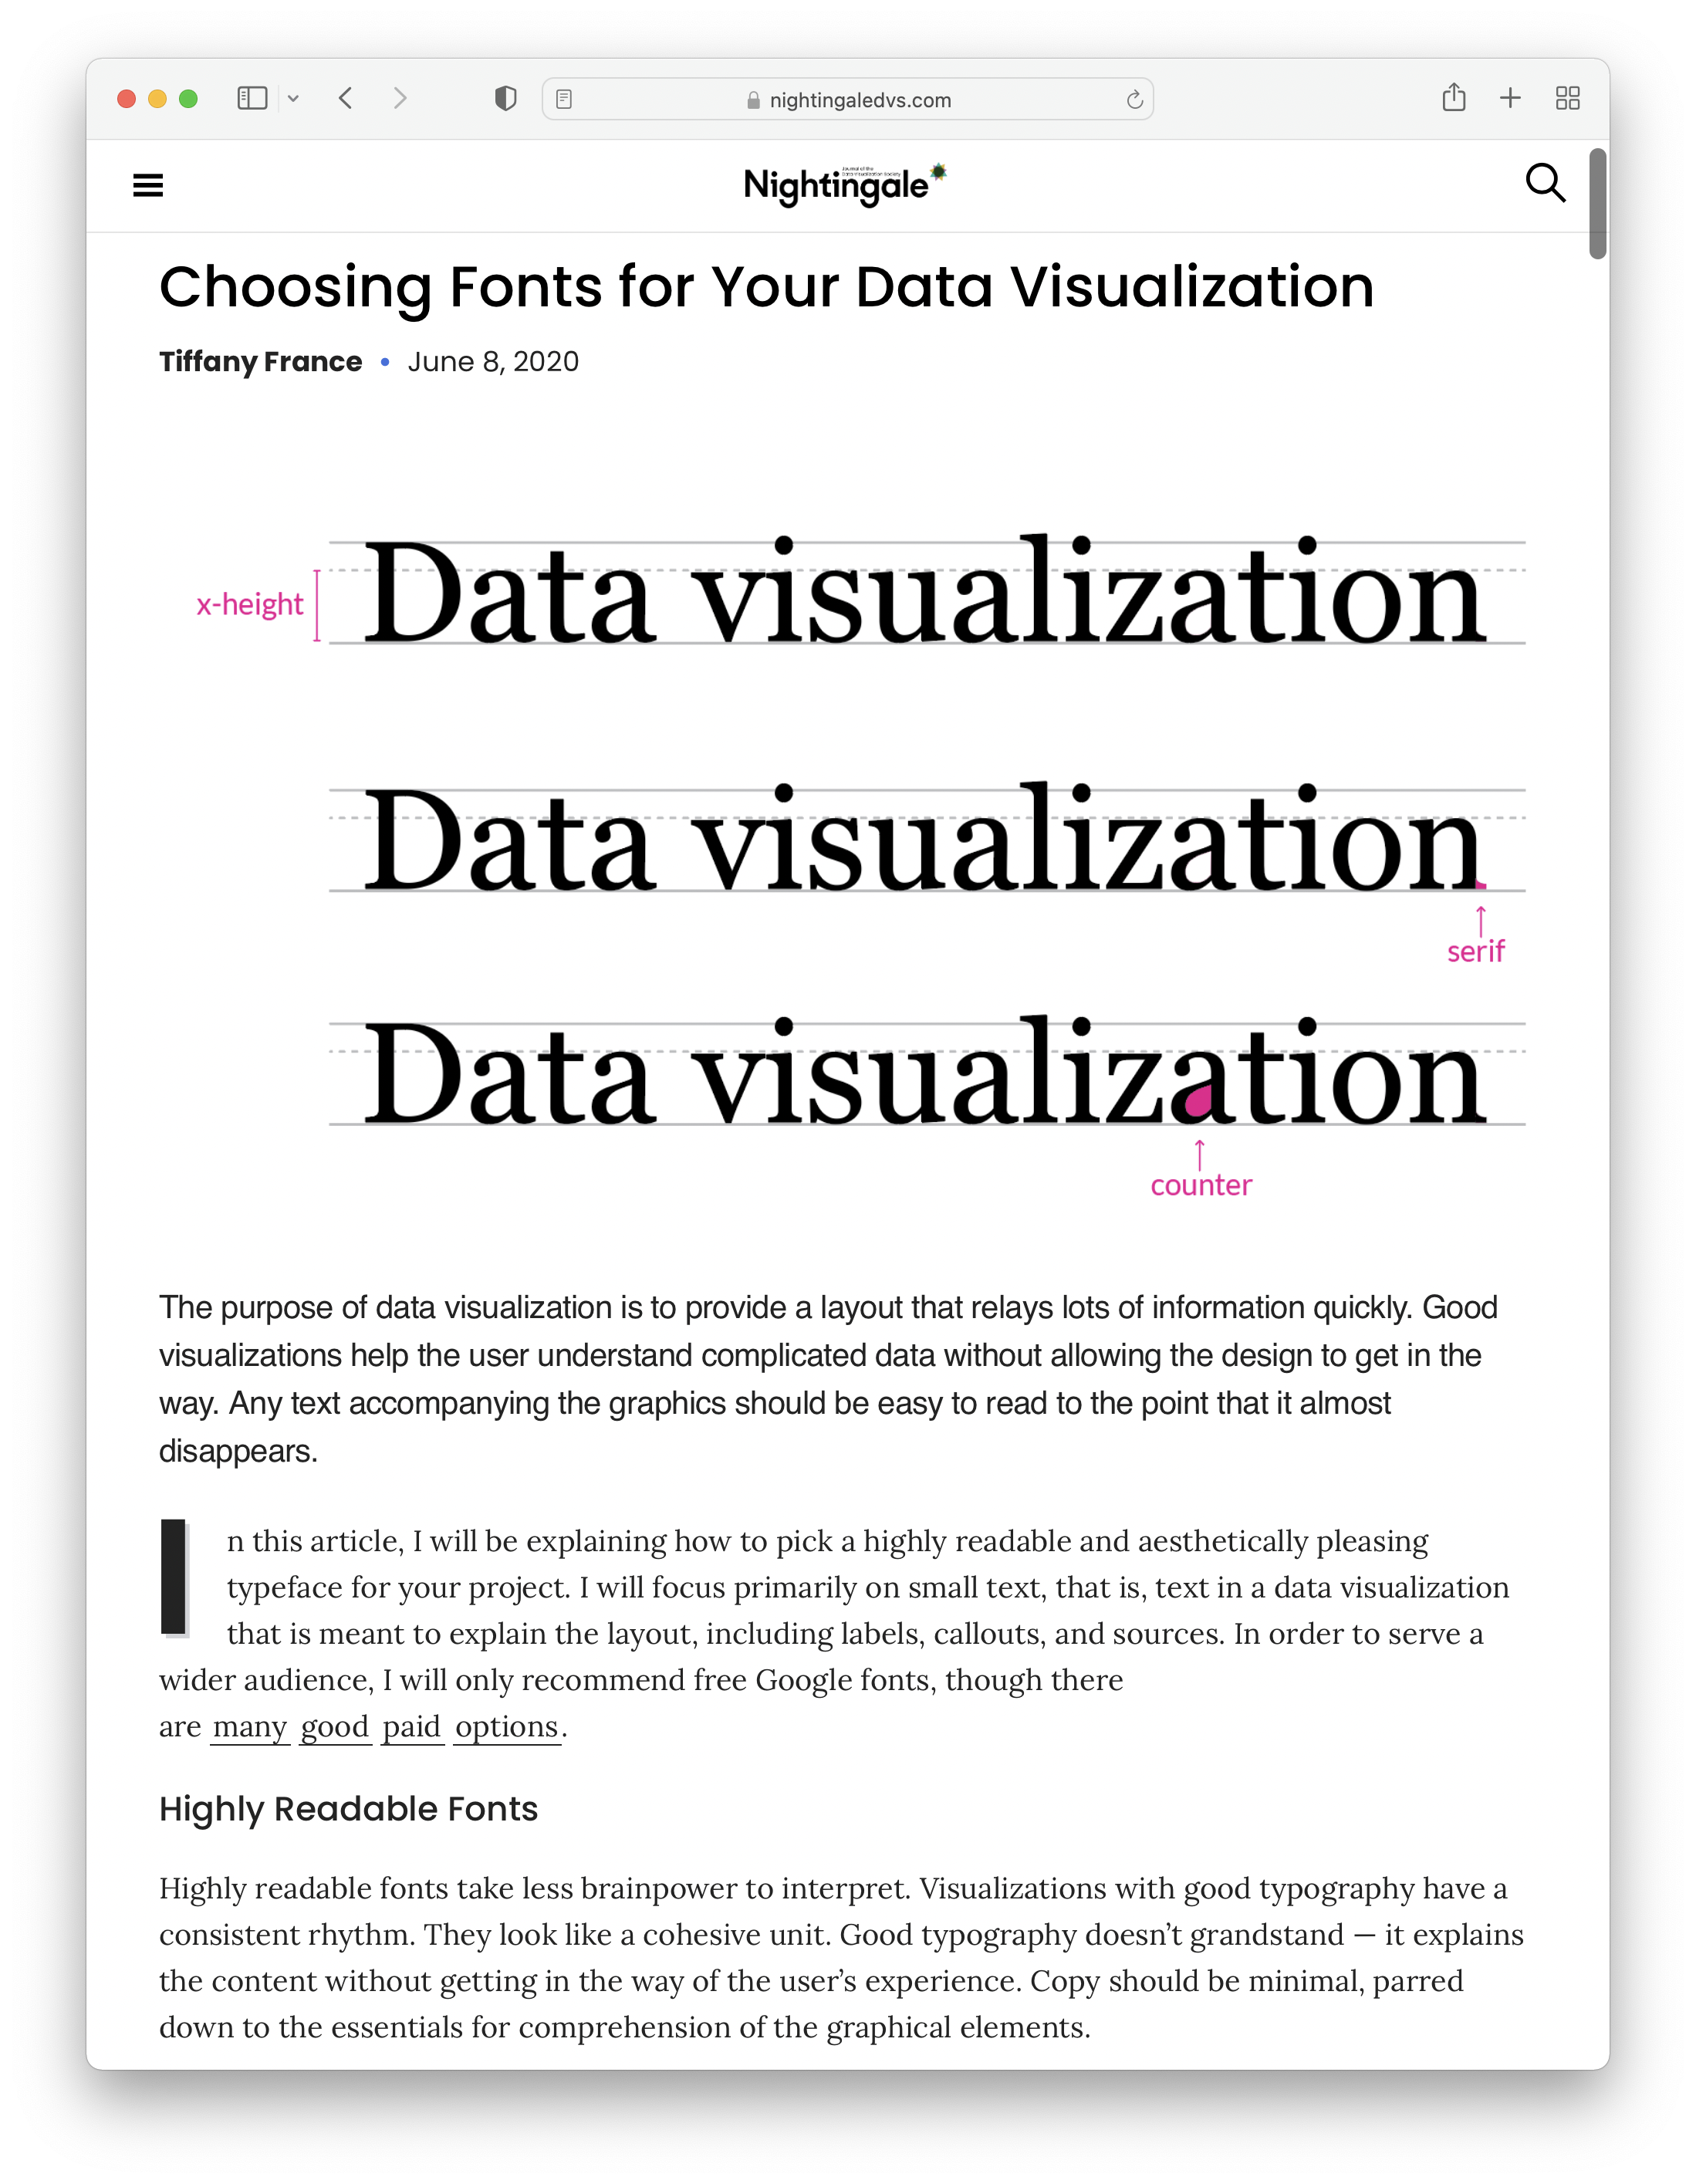 nightingaledvs.com
Journal of the
Data Visualization Society
Nightingale
Choosing Fonts for Your Data Visualization
Tiffany France • June 8, 2020
Data visualization
x-height
Data visualization
serif
Data visualization
counter
The purpose of data visualization is to provide a layout that relays lots of information quickly. Good
visualizations help the user understand complicated data without allowing the design to get in the
way. Any text accompanying the graphics should be easy to read to the point that it almost
disappears.
In this article, I will be explaining how to pick a highly readable and aesthetically pleasing
typeface for your project. I will focus primarily on small text, that is, text in a data visualization
that is meant to explain the layout, including labels, callouts, and sources. In order to serve a
wider audience, I will only recommend free Google fonts, though there
are many good paid options.
Highly Readable Fonts
Highly readable fonts take less brainpower to interpret. Visualizations with good typography have a
consistent rhythm. They look like a cohesive unit. Good typography doesn’t grandstand — it explains
the content without getting in the way of the user’s experience. Copy should be minimal, parred
down to the essentials for comprehension of the graphical elements.